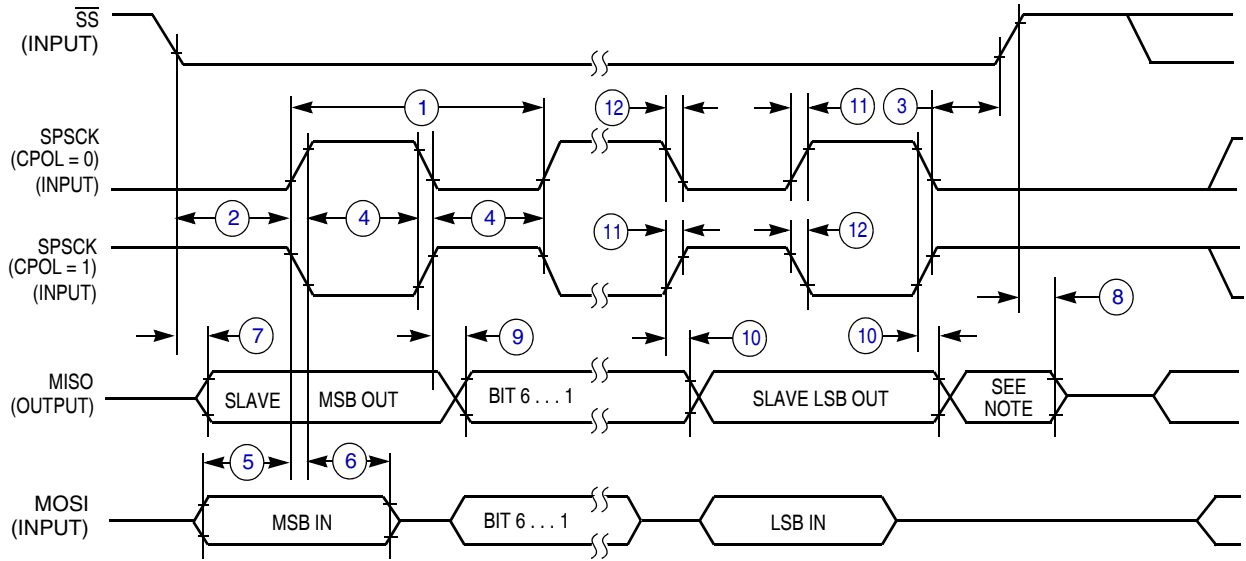 SS
(INPUT)
1
12
11
3
SPSCK
(CPOL = 0)
(INPUT)
2
4
4
SPSCK
(CPOL = 1)
(INPUT)
11
12
8
7
9
10
10
MISO
(OUTPUT)
SLAVE MSB OUT
BIT 6 . . . 1
SLAVE LSB OUT
SEE
NOTE
5
6
MOSI
(INPUT)
MSB IN
BIT 6 . . . 1
LSB IN